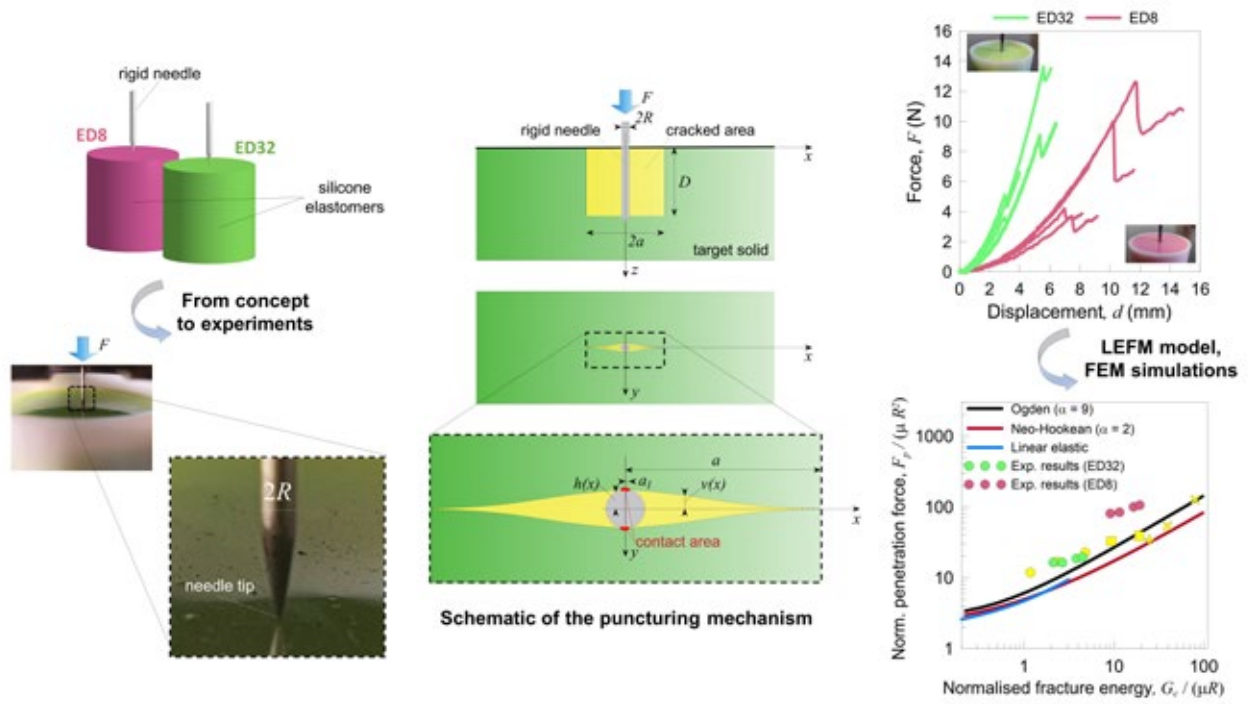 rigid needle
ED8
ED32
silicone
elastomers
From concept
to experiments
F
2R
needle tip
F
2R
rigid needle
cracked area
x
D
2a
target solid
z
x
y
a
h(x)
a₁
v(x)
x
contact area
y
Schematic of the puncturing mechanism
ED32 ED8
Force, F (N)
16
14
12
10
8
6
4
2
0
0 2 4 6 8 10 12 14 16
Displacement, d (mm)
LEFM model,
FEM simulations
Norm. penetration force, Fₚ / (μ R²)
1000
100
10
1
Ogden (α = 9)
Neo-Hookean (α = 2)
Linear elastic
Exp. results (ED32)
Exp. results (ED8)
1 10 100
Normalised fracture energy, G꜀ / (μR)